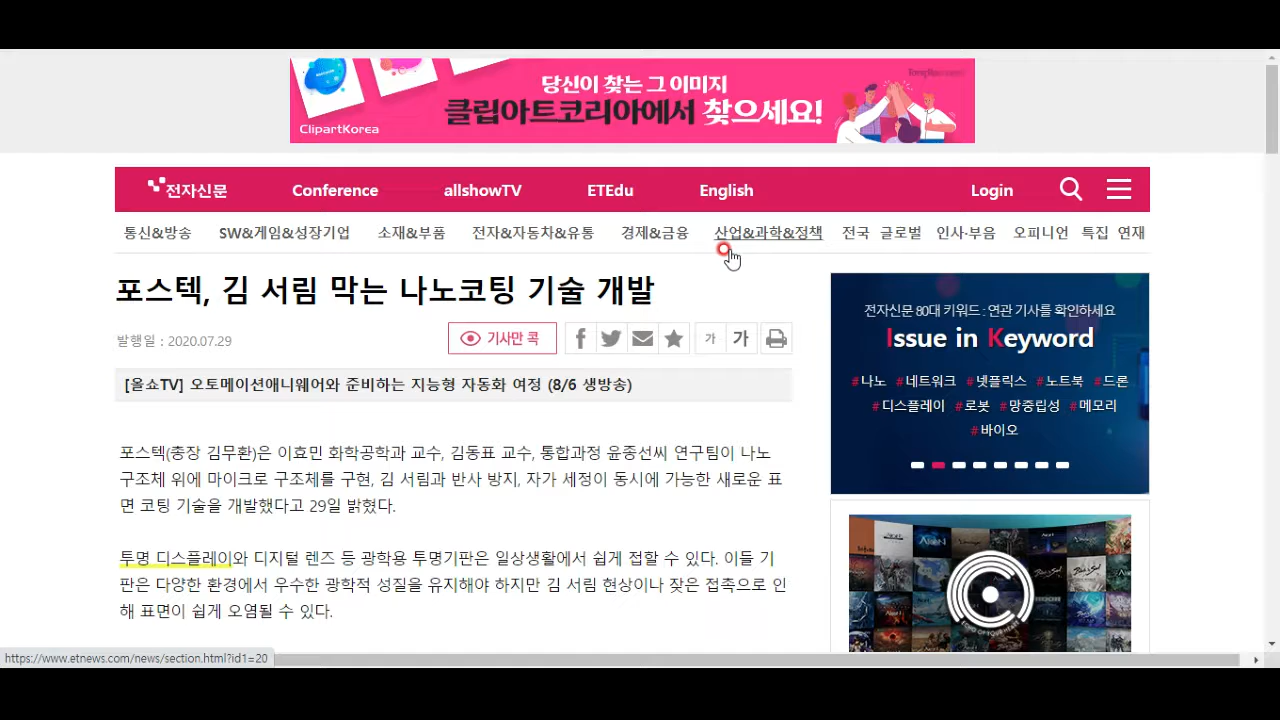 당신이 찾는 그 이미지
클립아트코리아에서 찾으세요!
ClipartKorea
전자신문 Conference allshowTV ETEdu English Login
통신&방송 SW&게임&성장기업 소재&부품 전자&자동차&유통 경제&금융 산업&과학&정책 전국 글로벌 인사·부음 오피니언 특집 연재
포스텍, 김 서림 막는 나노코팅 기술 개발
발행일 : 2020.07.29
기사만 콕
가 가
[올쇼TV] 오토메이션애니웨어와 준비하는 지능형 자동화 여정 (8/6 생방송)
포스텍(총장 김무환)은 이효민 화학공학과 교수, 김동표 교수, 통합과정 윤종선씨 연구팀이 나노
구조체 위에 마이크로 구조체를 구현, 김 서림과 반사 방지, 자가 세정이 동시에 가능한 새로운 표
면 코팅 기술을 개발했다고 29일 밝혔다.
투명 디스플레이와 디지털 렌즈 등 광학용 투명기판은 일상생활에서 쉽게 접할 수 있다. 이들 기
판은 다양한 환경에서 우수한 광학적 성질을 유지해야 하지만 김 서림 현상이나 잦은 접촉으로 인
해 표면이 쉽게 오염될 수 있다.
전자신문 80대 키워드 : 연관 기사를 확인하세요
Issue in Keyword
#나노 #네트워크 #넷플릭스 #노트북 #드론
#디스플레이 #로봇 #망중립성 #메모리
#바이오
https://www.etnews.com/news/section.html?id1=20